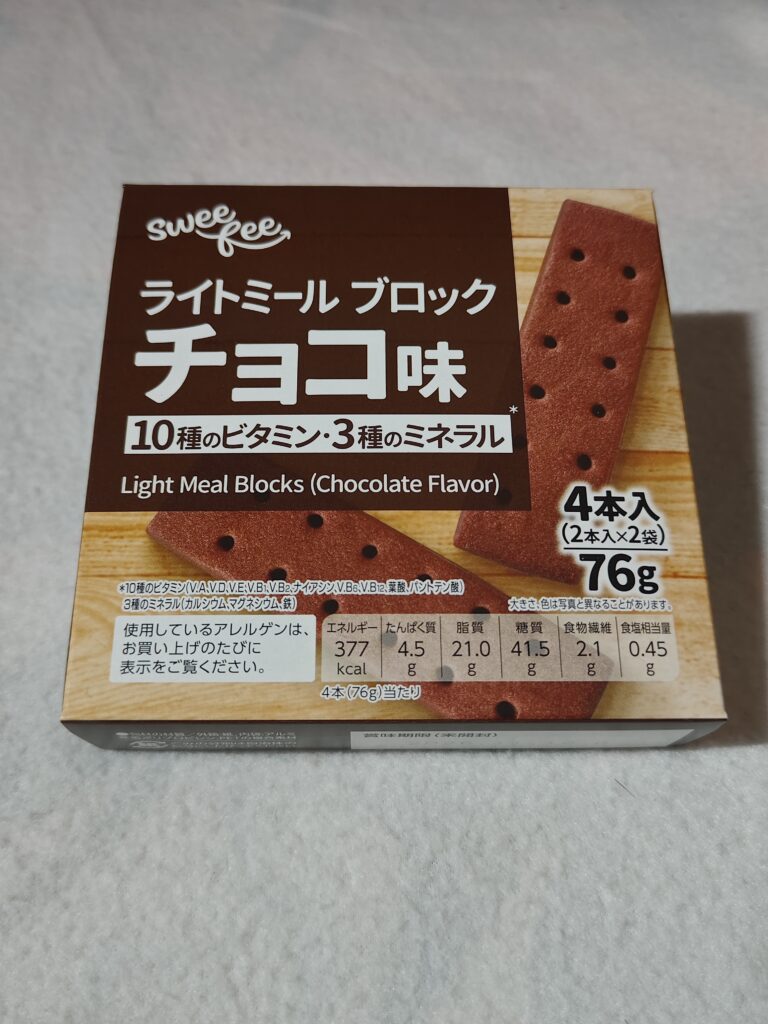 sweefee
ライトミール ブロック
チョコ味
10種のビタミン・3種のミネラル*
Light Meal Blocks (Chocolate Flavor)
4本入
(2本入×2袋)
76g
*10種のビタミン(V.A,V.D,V.E,V.B1,V.B2,ナイアシン,V.B6,V.B12,葉酸,パントテン酸)
3種のミネラル(カルシウム,マグネシウム,鉄)
大きさ、色は写真と異なることがあります。
使用しているアレルゲンは、
お買い上げのたびに
表示をご覧ください。
エネルギー たんぱく質 脂質 糖質 食物繊維 食塩相当量
377 4.5 21.0 41.5 2.1 0.45
kcal g g g g g
4本(76g)当たり
賞味期限(未開封)